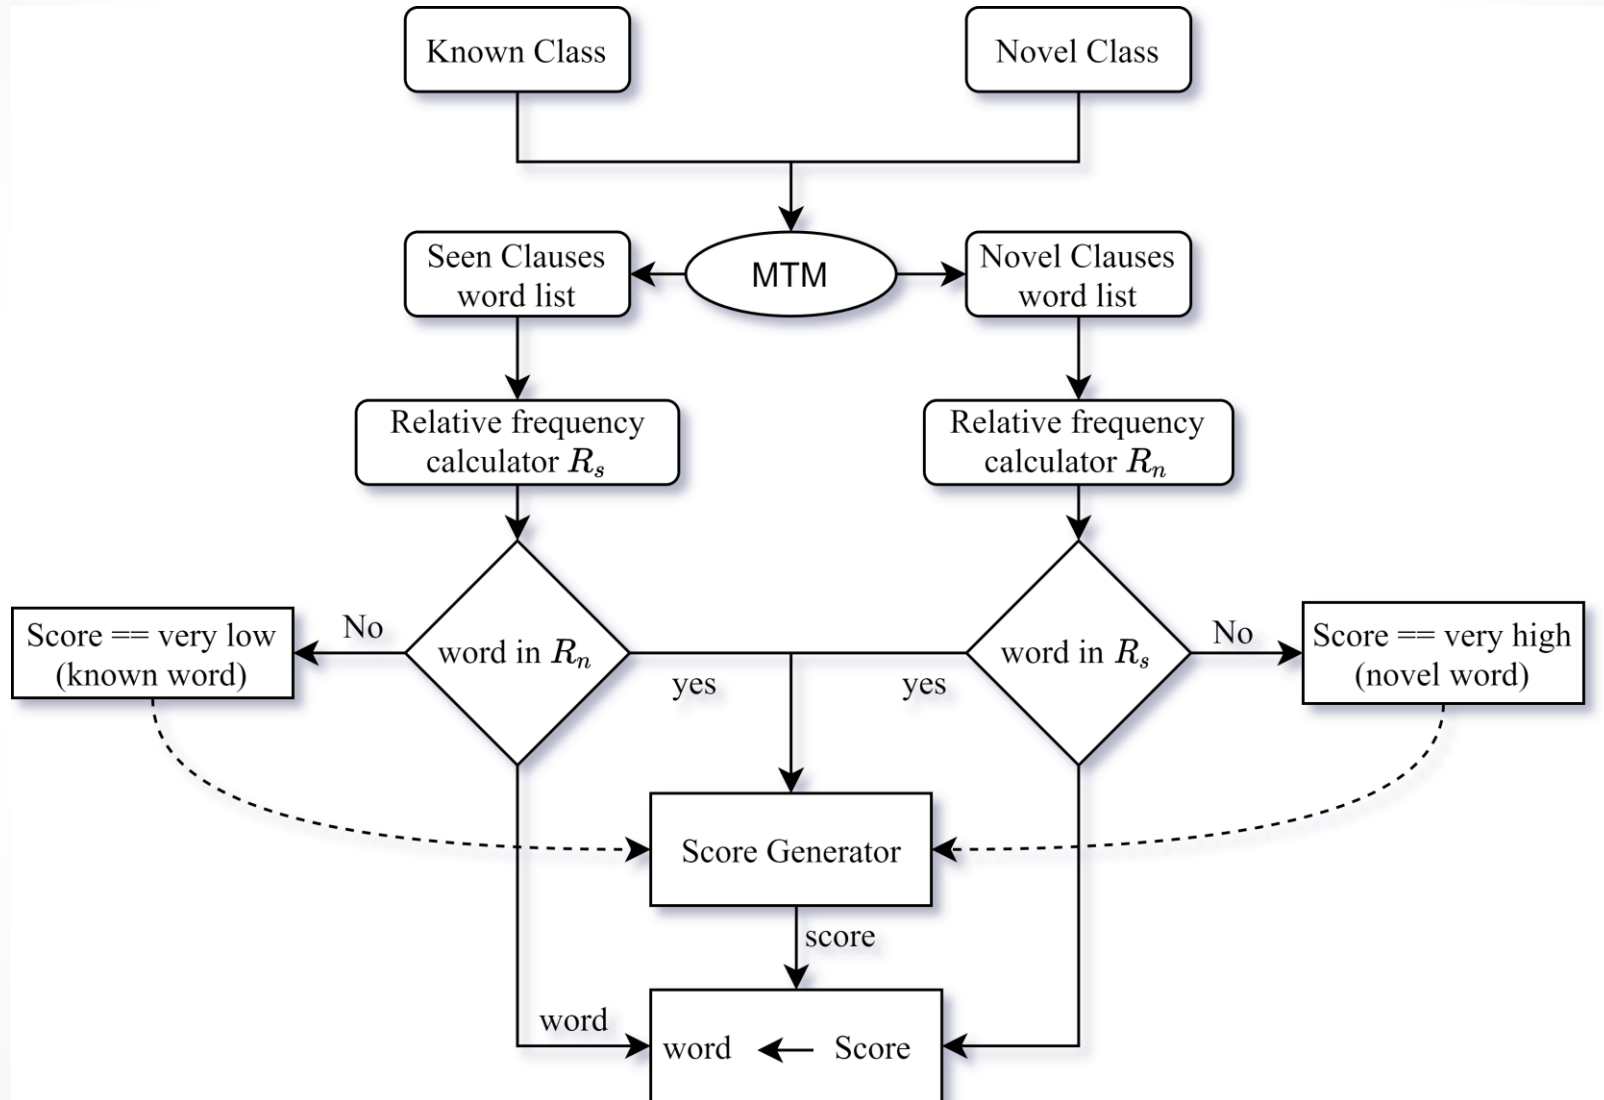 Known Class
Novel Class
Seen Clauses
word list
MTM
Novel Clauses
word list
Relative frequency
calculator Rₛ
Relative frequency
calculator Rₙ
Score == very low
(known word)
No
word in Rₙ
yes
yes
word in Rₛ
No
Score == very high
(novel word)
Score Generator
score
word
word ← Score